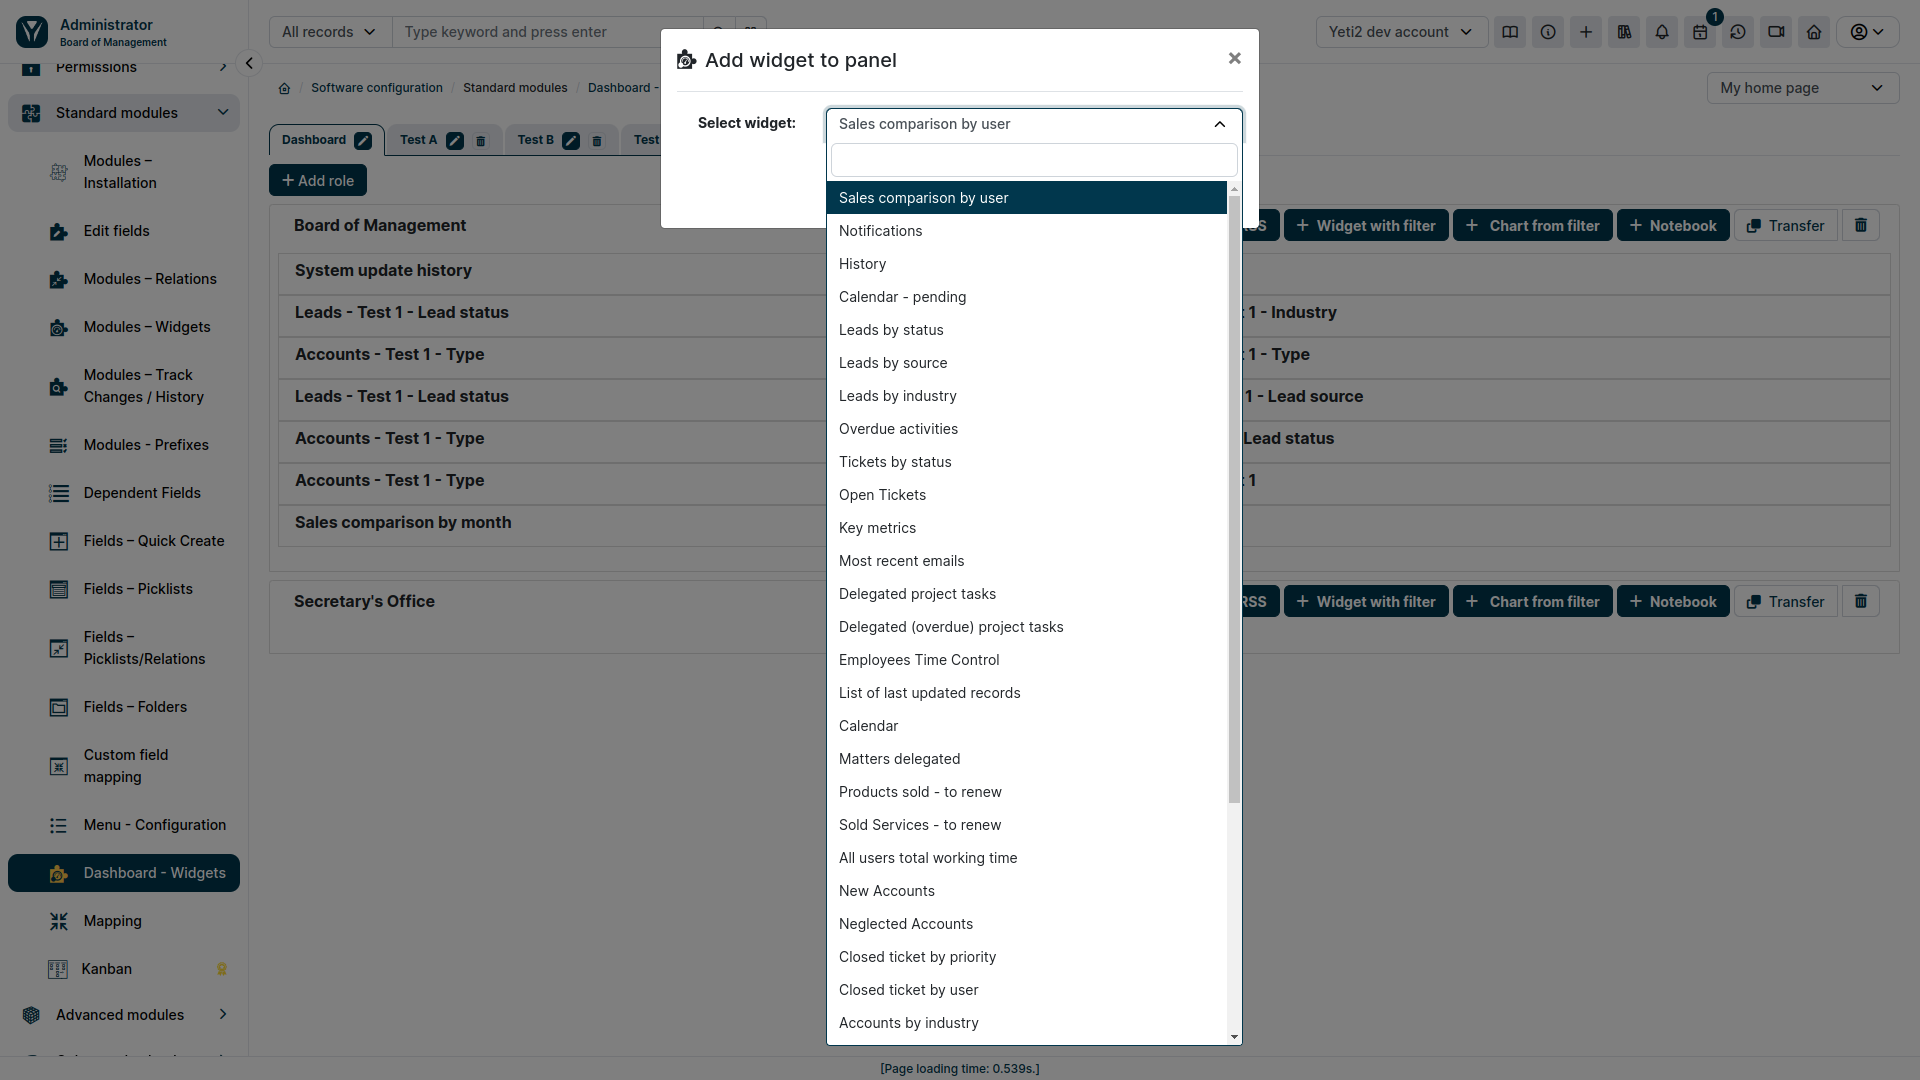 Administrator
Board of Management
All records
Type keyword and press enter
Yeti2 dev account
1
Permissions
Standard modules
Modules –
Installation
Edit fields
Modules – Relations
Modules – Widgets
Modules – Track
Changes / History
Modules - Prefixes
Dependent Fields
Fields – Quick Create
Fields – Picklists
Fields –
Picklists/Relations
Fields – Folders
Custom field
mapping
Menu - Configuration
Dashboard - Widgets
Mapping
Kanban
Advanced modules
/ Software configuration / Standard modules / Dashboard -
My home page
Dashboard
Test A
Test B
Test
+ Add role
Board of Management
+ Widget with filter
+ Chart from filter
+ Notebook
Transfer
System update history
Leads - Test 1 - Lead status
1 - Industry
Accounts - Test 1 - Type
1 - Type
Leads - Test 1 - Lead status
1 - Lead source
Accounts - Test 1 - Type
Lead status
Accounts - Test 1 - Type
1
Sales comparison by month
Secretary's Office
RSS
+ Widget with filter
+ Chart from filter
+ Notebook
Transfer
Add widget to panel
×
Select widget:
Sales comparison by user
Sales comparison by user
Notifications
History
Calendar - pending
Leads by status
Leads by source
Leads by industry
Overdue activities
Tickets by status
Open Tickets
Key metrics
Most recent emails
Delegated project tasks
Delegated (overdue) project tasks
Employees Time Control
List of last updated records
Calendar
Matters delegated
Products sold - to renew
Sold Services - to renew
All users total working time
New Accounts
Neglected Accounts
Closed ticket by priority
Closed ticket by user
Accounts by industry
[Page loading time: 0.539s.]